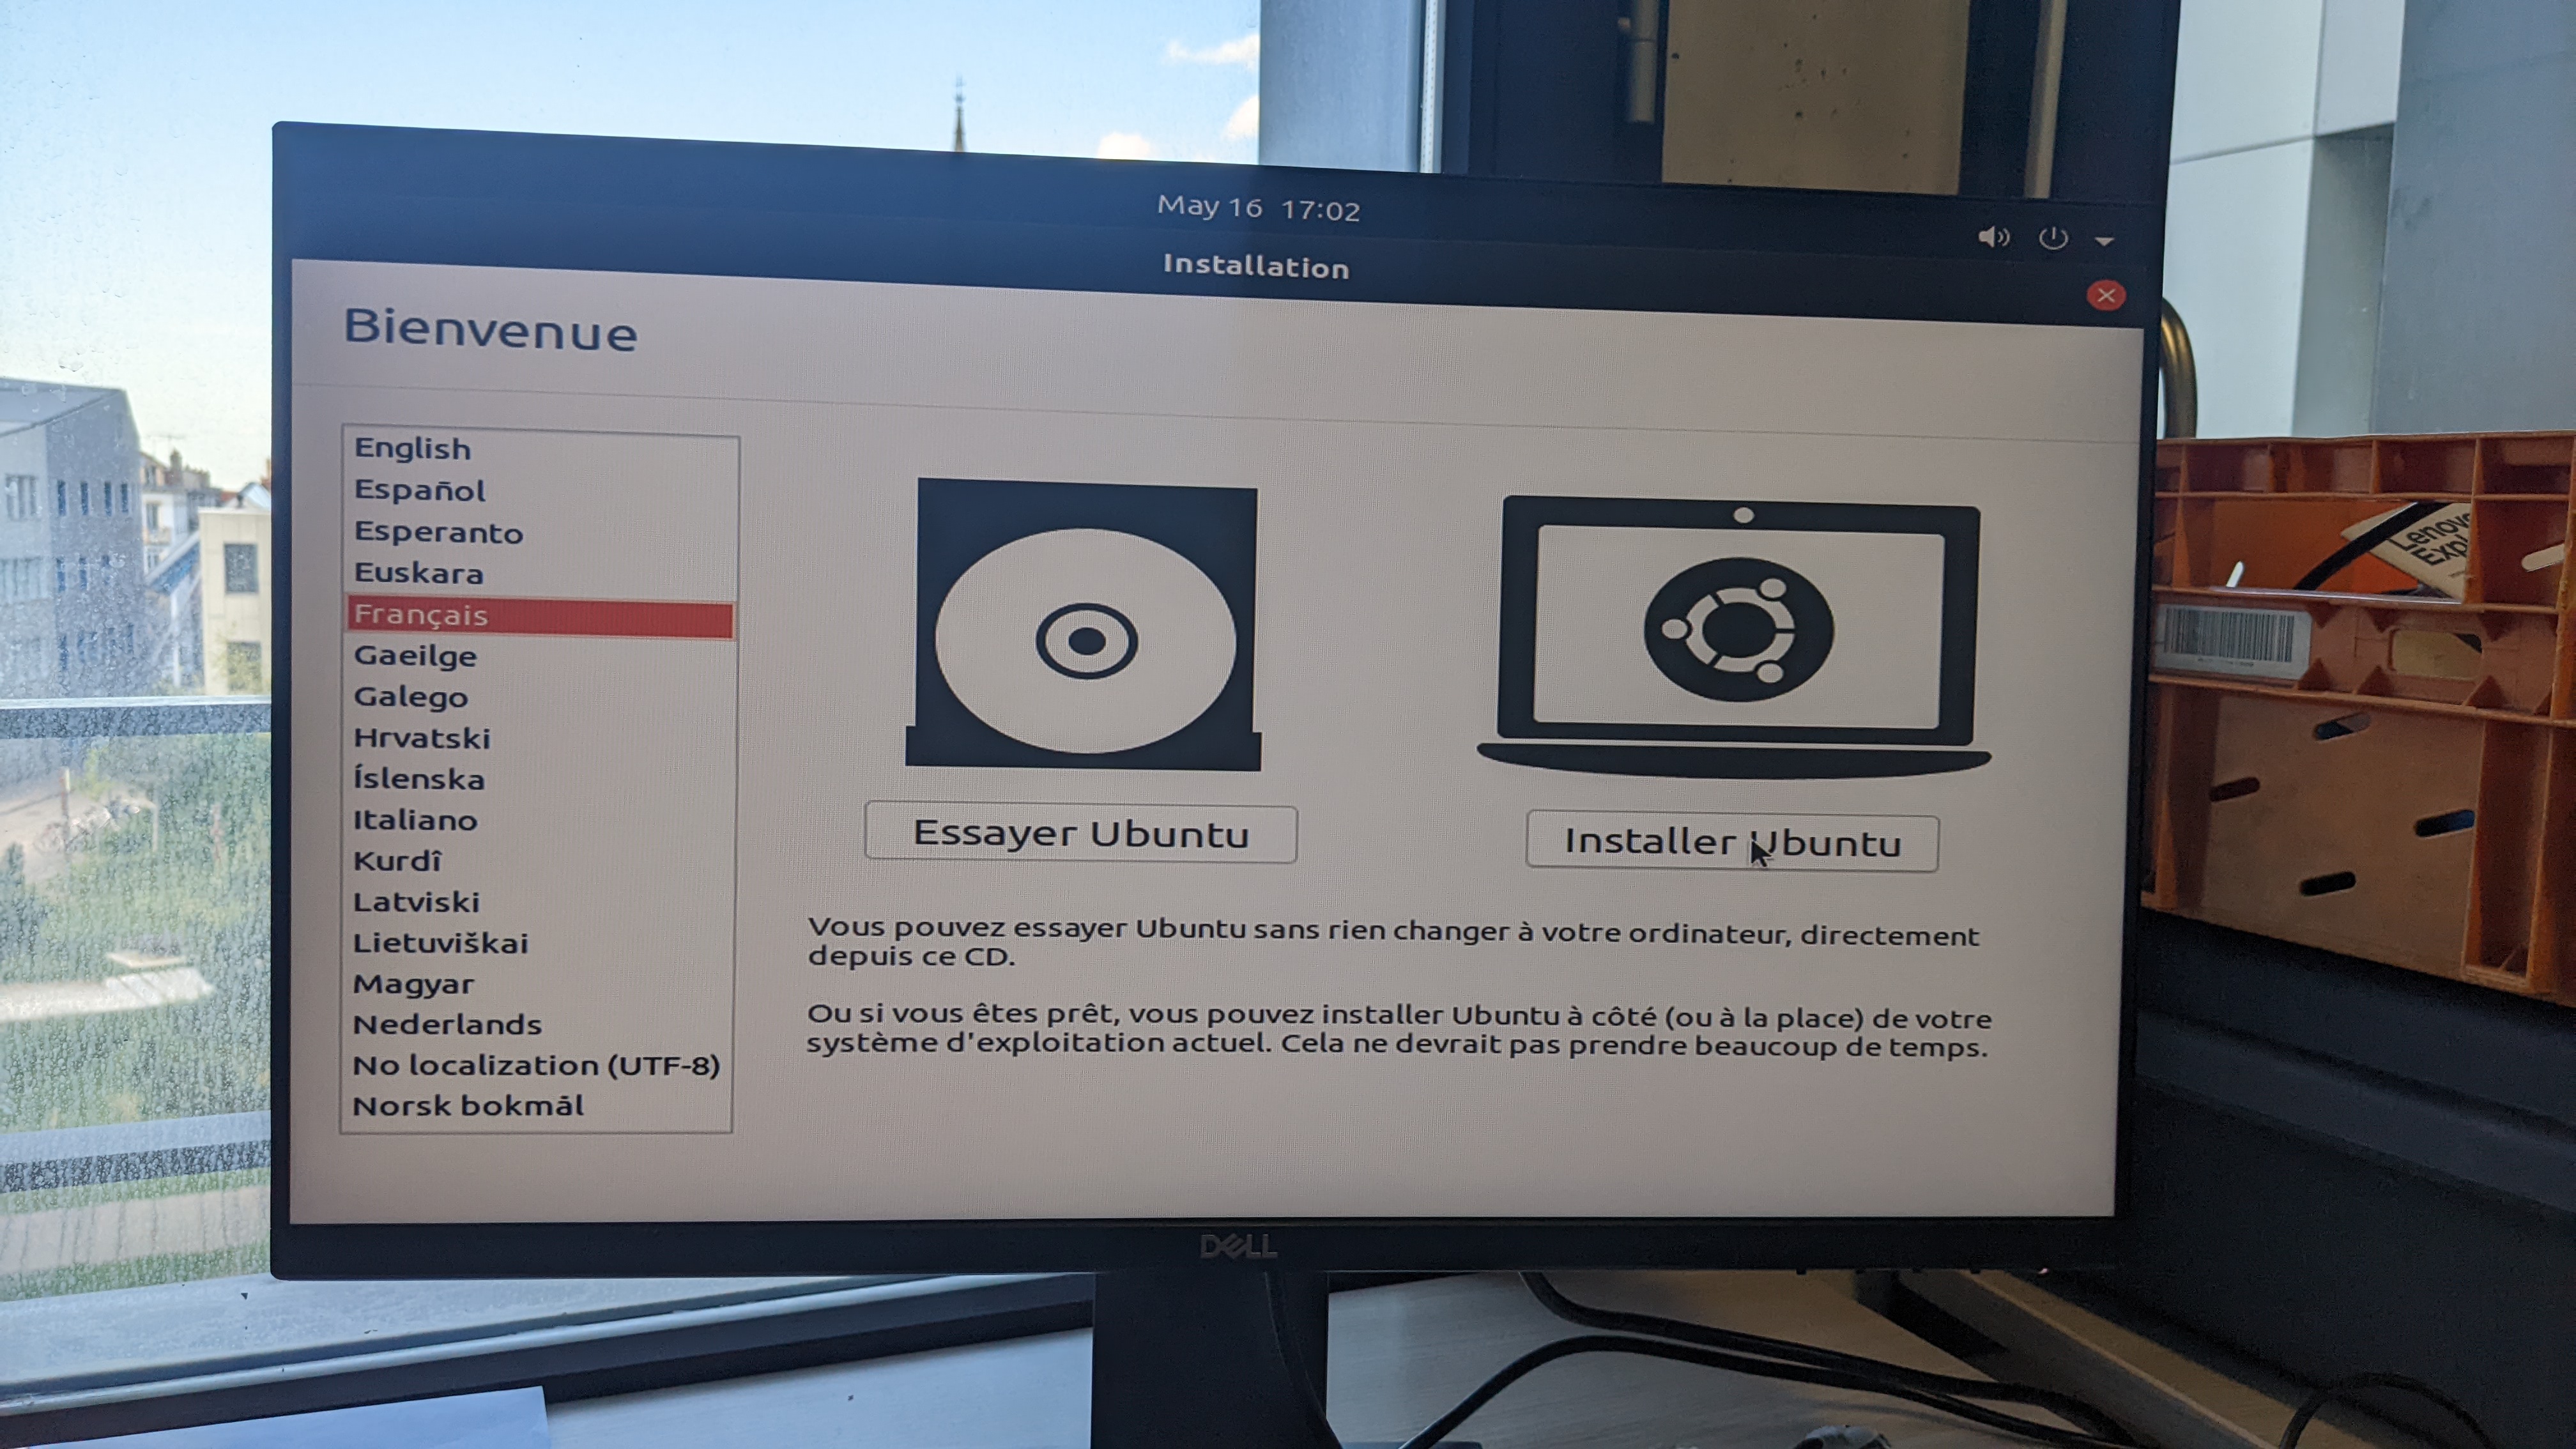 May 16 17:02
Installation
Bienvenue
English
Español
Esperanto
Euskara
Français
Gaeilge
Galego
Hrvatski
Íslenska
Italiano
Kurdî
Latviski
Lietuviškai
Magyar
Nederlands
No localization (UTF-8)
Norsk bokmål
Essayer Ubuntu
Installer Ubuntu
Vous pouvez essayer Ubuntu sans rien changer à votre ordinateur, directement
depuis ce CD.
Ou si vous êtes prêt, vous pouvez installer Ubuntu à côté (ou à la place) de votre
système d'exploitation actuel. Cela ne devrait pas prendre beaucoup de temps.
DELL